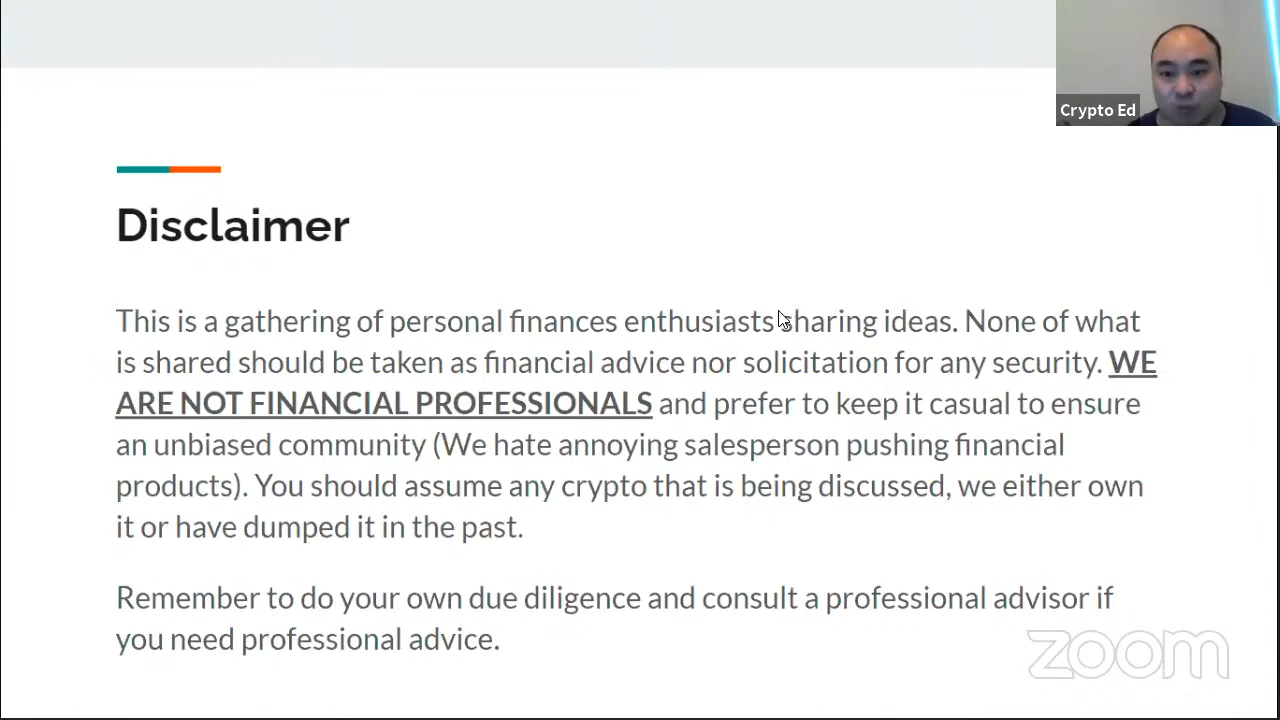 Crypto Ed
Disclaimer
This is a gathering of personal finances enthusiasts sharing ideas. None of what
is shared should be taken as financial advice nor solicitation for any security. WE
ARE NOT FINANCIAL PROFESSIONALS and prefer to keep it casual to ensure
an unbiased community (We hate annoying salesperson pushing financial
products). You should assume any crypto that is being discussed, we either own
it or have dumped it in the past.
Remember to do your own due diligence and consult a professional advisor if
you need professional advice.
zoom